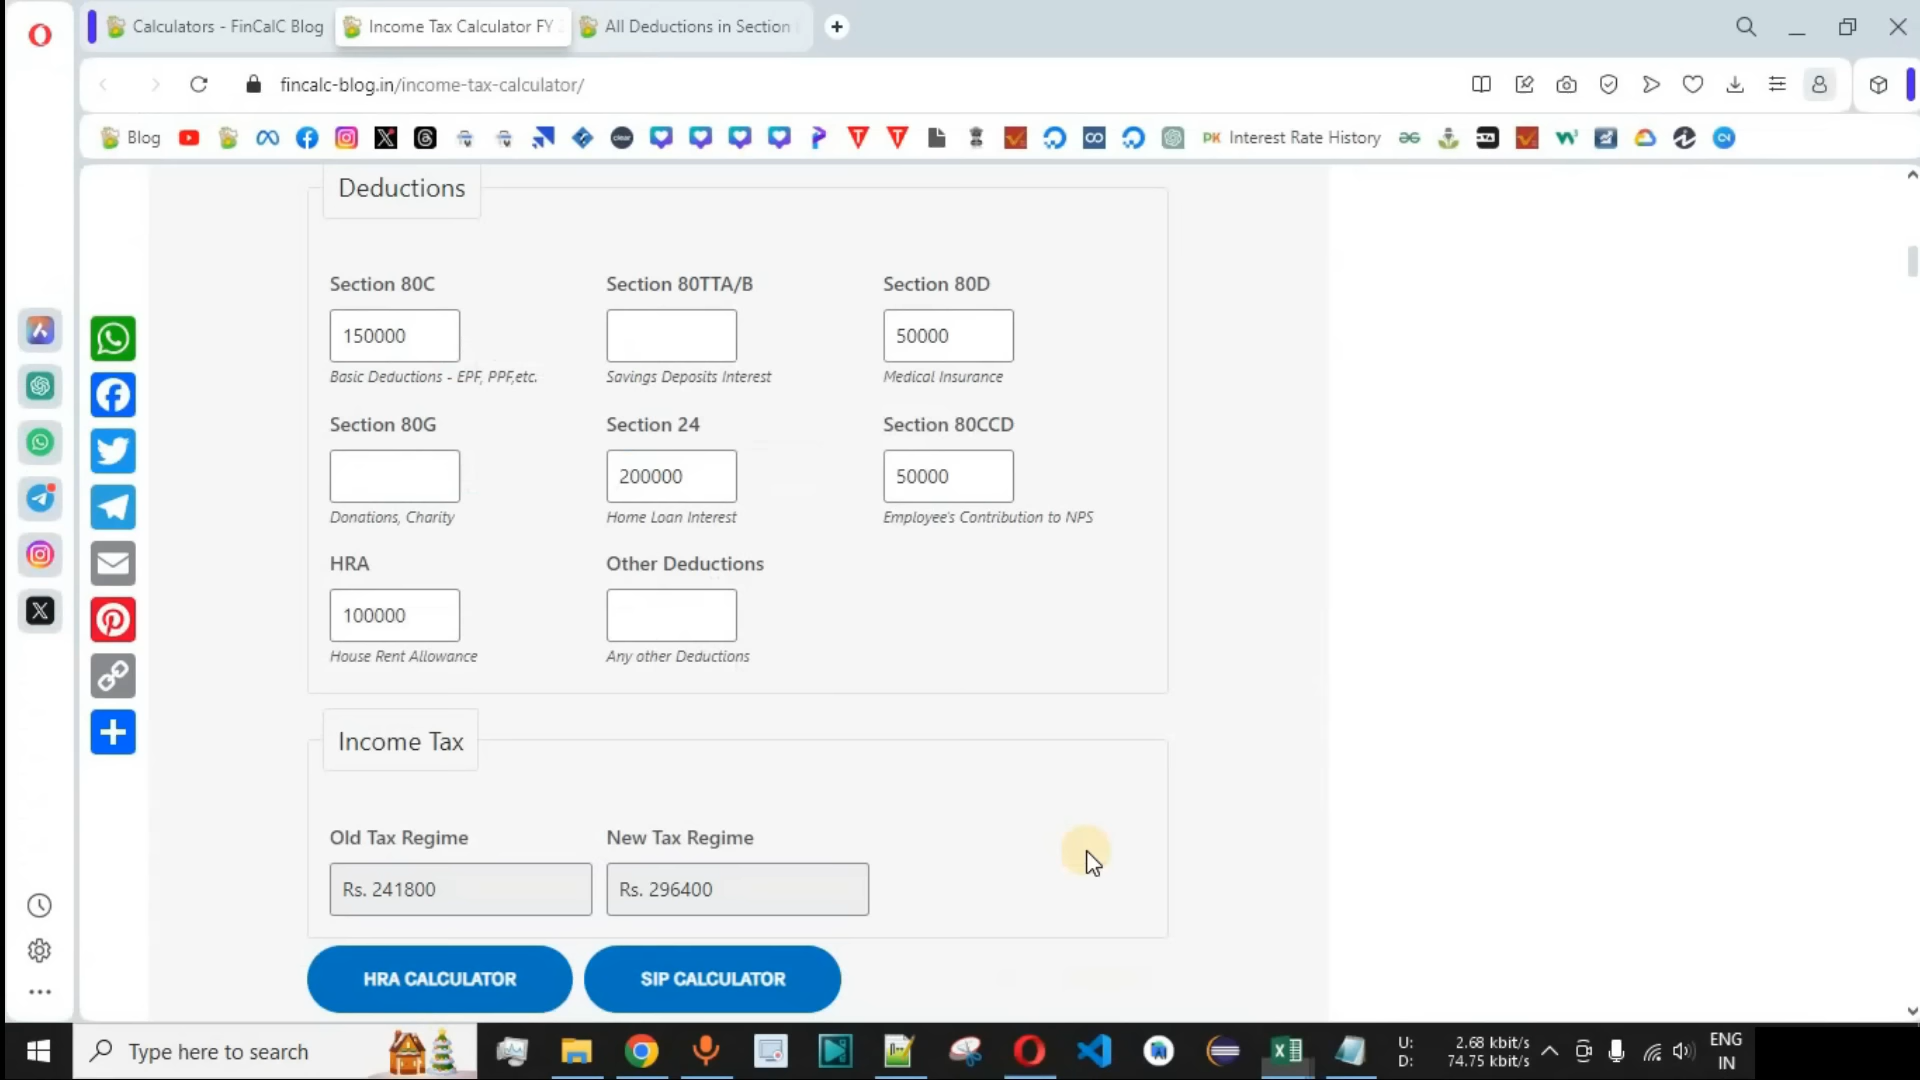 Calculators - FinCalC Blog
Income Tax Calculator FY
All Deductions in Section
fincalc-blog.in/income-tax-calculator/
Blog
PK Interest Rate History
Deductions
Section 80C
Section 80TTA/B
Section 80D
150000
50000
Basic Deductions - EPF, PPF,etc.
Savings Deposits Interest
Medical Insurance
Section 80G
Section 24
Section 80CCD
200000
50000
Donations, Charity
Home Loan Interest
Employee's Contribution to NPS
HRA
Other Deductions
100000
House Rent Allowance
Any other Deductions
Income Tax
Old Tax Regime
New Tax Regime
Rs. 241800
Rs. 296400
HRA CALCULATOR
SIP CALCULATOR
Type here to search
U: 2.68 kbit/s
D: 74.75 kbit/s
ENG
IN